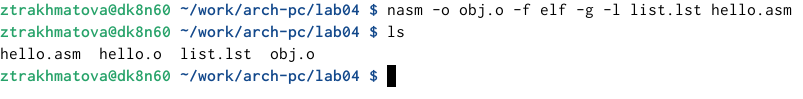 ztrakhmatova@dk8n60 ~/work/arch-pc/lab04 $ nasm -o obj.o -f elf -g -l list.lst hello.asm
ztrakhmatova@dk8n60 ~/work/arch-pc/lab04 $ ls
hello.asm  hello.o  list.lst  obj.o
ztrakhmatova@dk8n60 ~/work/arch-pc/lab04 $